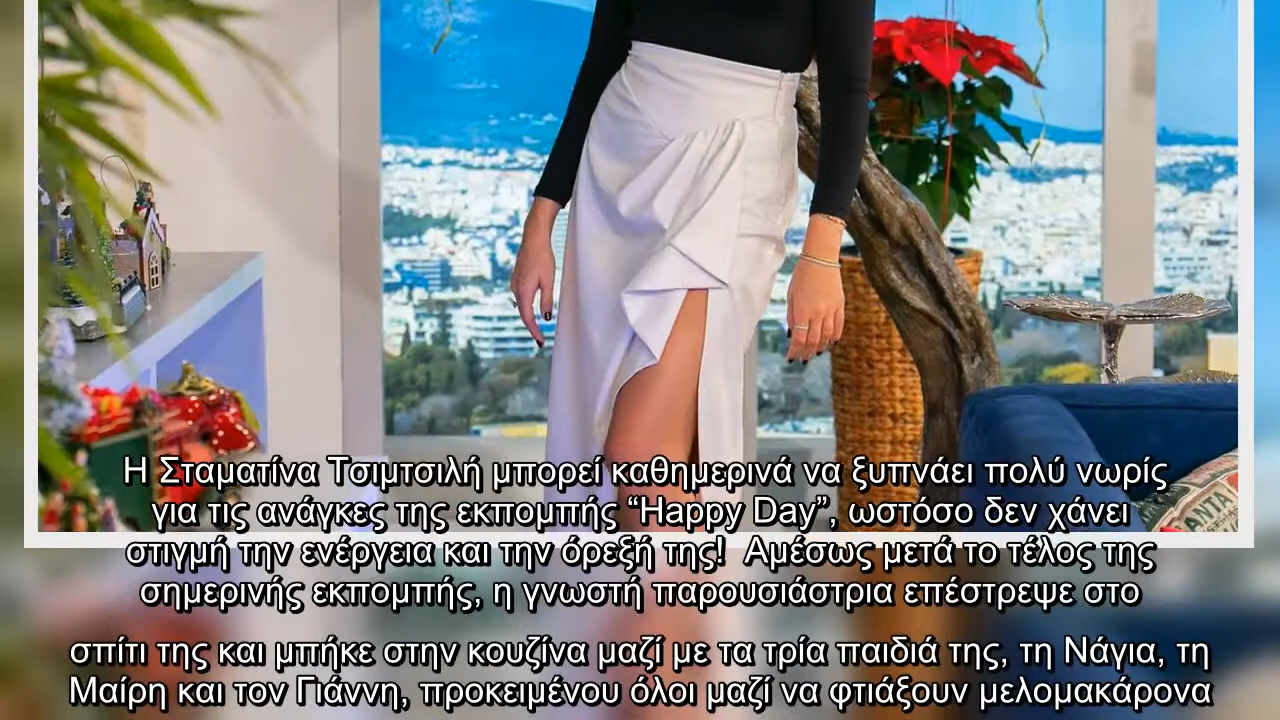 Η Σταματίνα Τσιμτσιλή μπορεί καθημερινά να ξυπνάει πολύ νωρίς
για τις ανάγκες της εκπομπής “Happy Day”, ωστόσο δεν χάνει
στιγμή την ενέργεια και την όρεξή της!  Αμέσως μετά το τέλος της
σημερινής εκπομπής, η γνωστή παρουσιάστρια επέστρεψε στο
σπίτι της και μπήκε στην κουζίνα μαζί με τα τρία παιδιά της, τη Νάγια, τη
Μαίρη και τον Γιάννη, προκειμένου όλοι μαζί να φτιάξουν μελομακάρονα